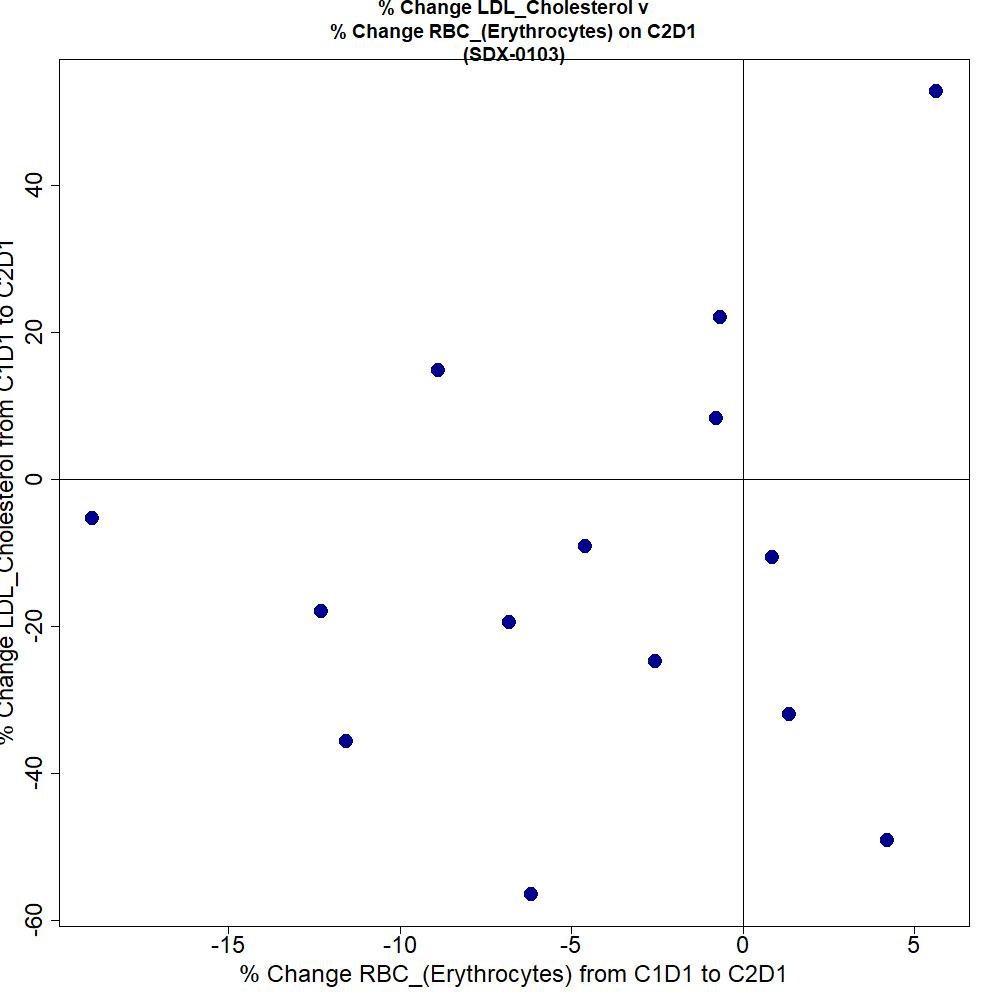 % Change LDL_Cholesterol v
% Change RBC_(Erythrocytes) on C2D1
(SDX-0103)
% Change LDL_Cholesterol from C1D1 to C2D1
40
20
0
-20
-40
-60
-15
-10
-5
0
5
% Change RBC_(Erythrocytes) from C1D1 to C2D1